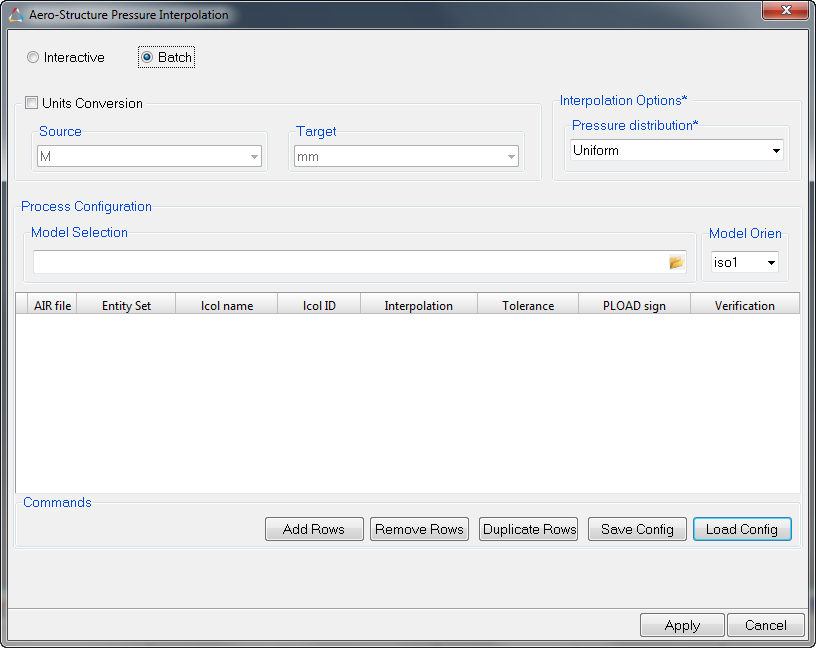 Aero-Structure Pressure Interpolation
Interactive Batch
Units Conversion
Interpolation Options*
Source Target
Pressure distribution*
M mm
Uniform
Process Configuration
Model Selection Model Orien
iso1
AIR file Entity Set Icol name Icol ID Interpolation Tolerance PLOAD sign Verification
Commands
Add Rows Remove Rows Duplicate Rows Save Config Load Config
Apply Cancel